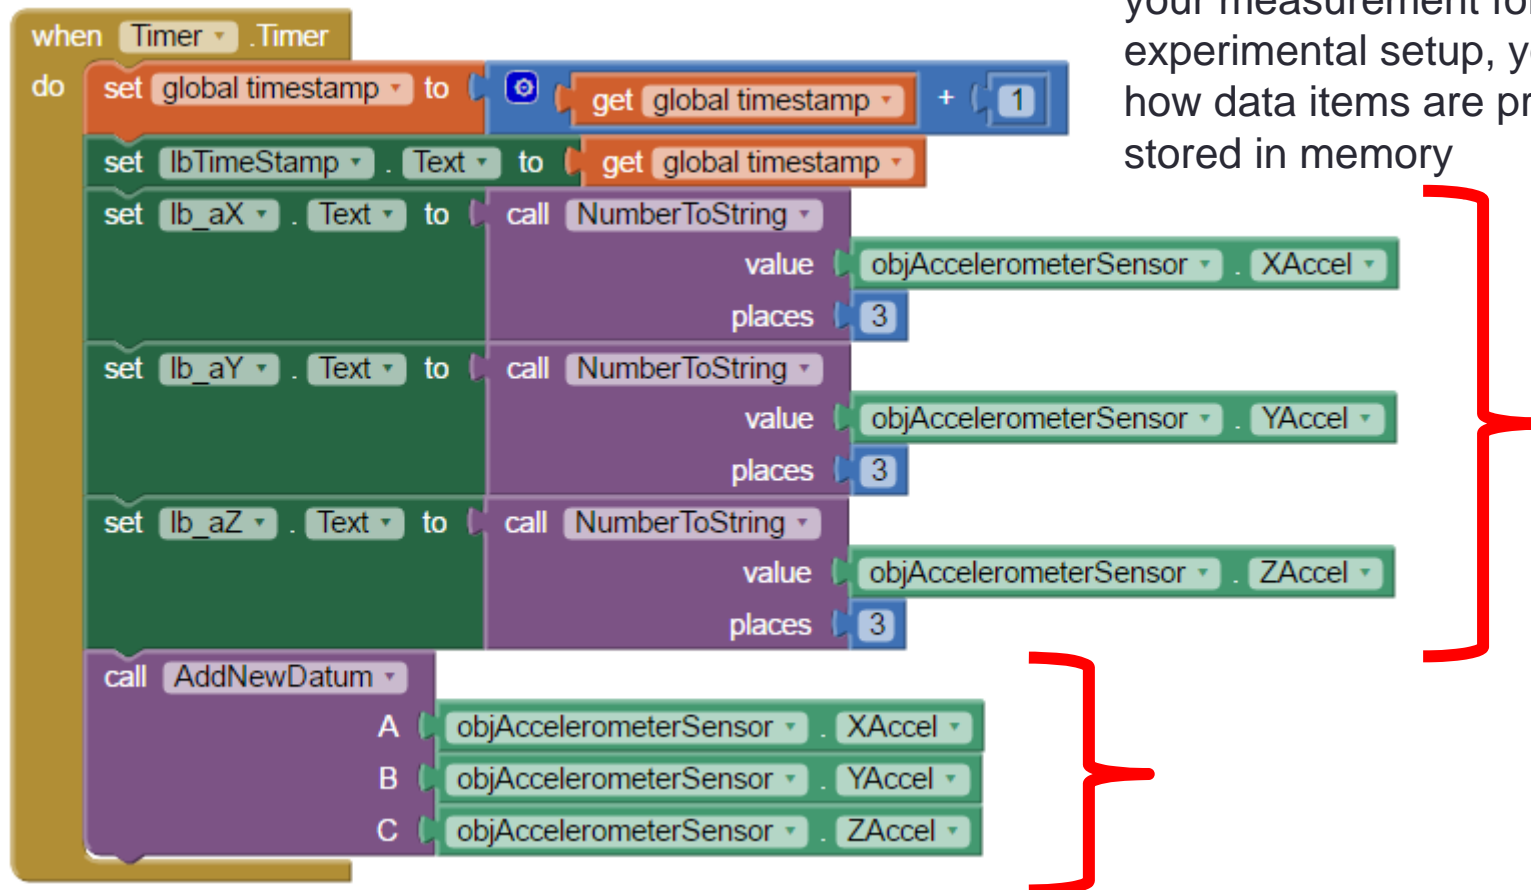 your measurement
experimental setup,
how data items are
stored in memory
when Timer .Timer
do set global timestamp to get global timestamp + 1
set lbTimeStamp . Text to get global timestamp
set lb_aX . Text to call NumberToString
value objAccelerometerSensor . XAccel
places 3
set lb_aY . Text to call NumberToString
value objAccelerometerSensor . YAccel
places 3
set lb_aZ . Text to call NumberToString
value objAccelerometerSensor . ZAccel
places 3
call AddNewDatum
A objAccelerometerSensor . XAccel
B objAccelerometerSensor . YAccel
C objAccelerometerSensor . ZAccel